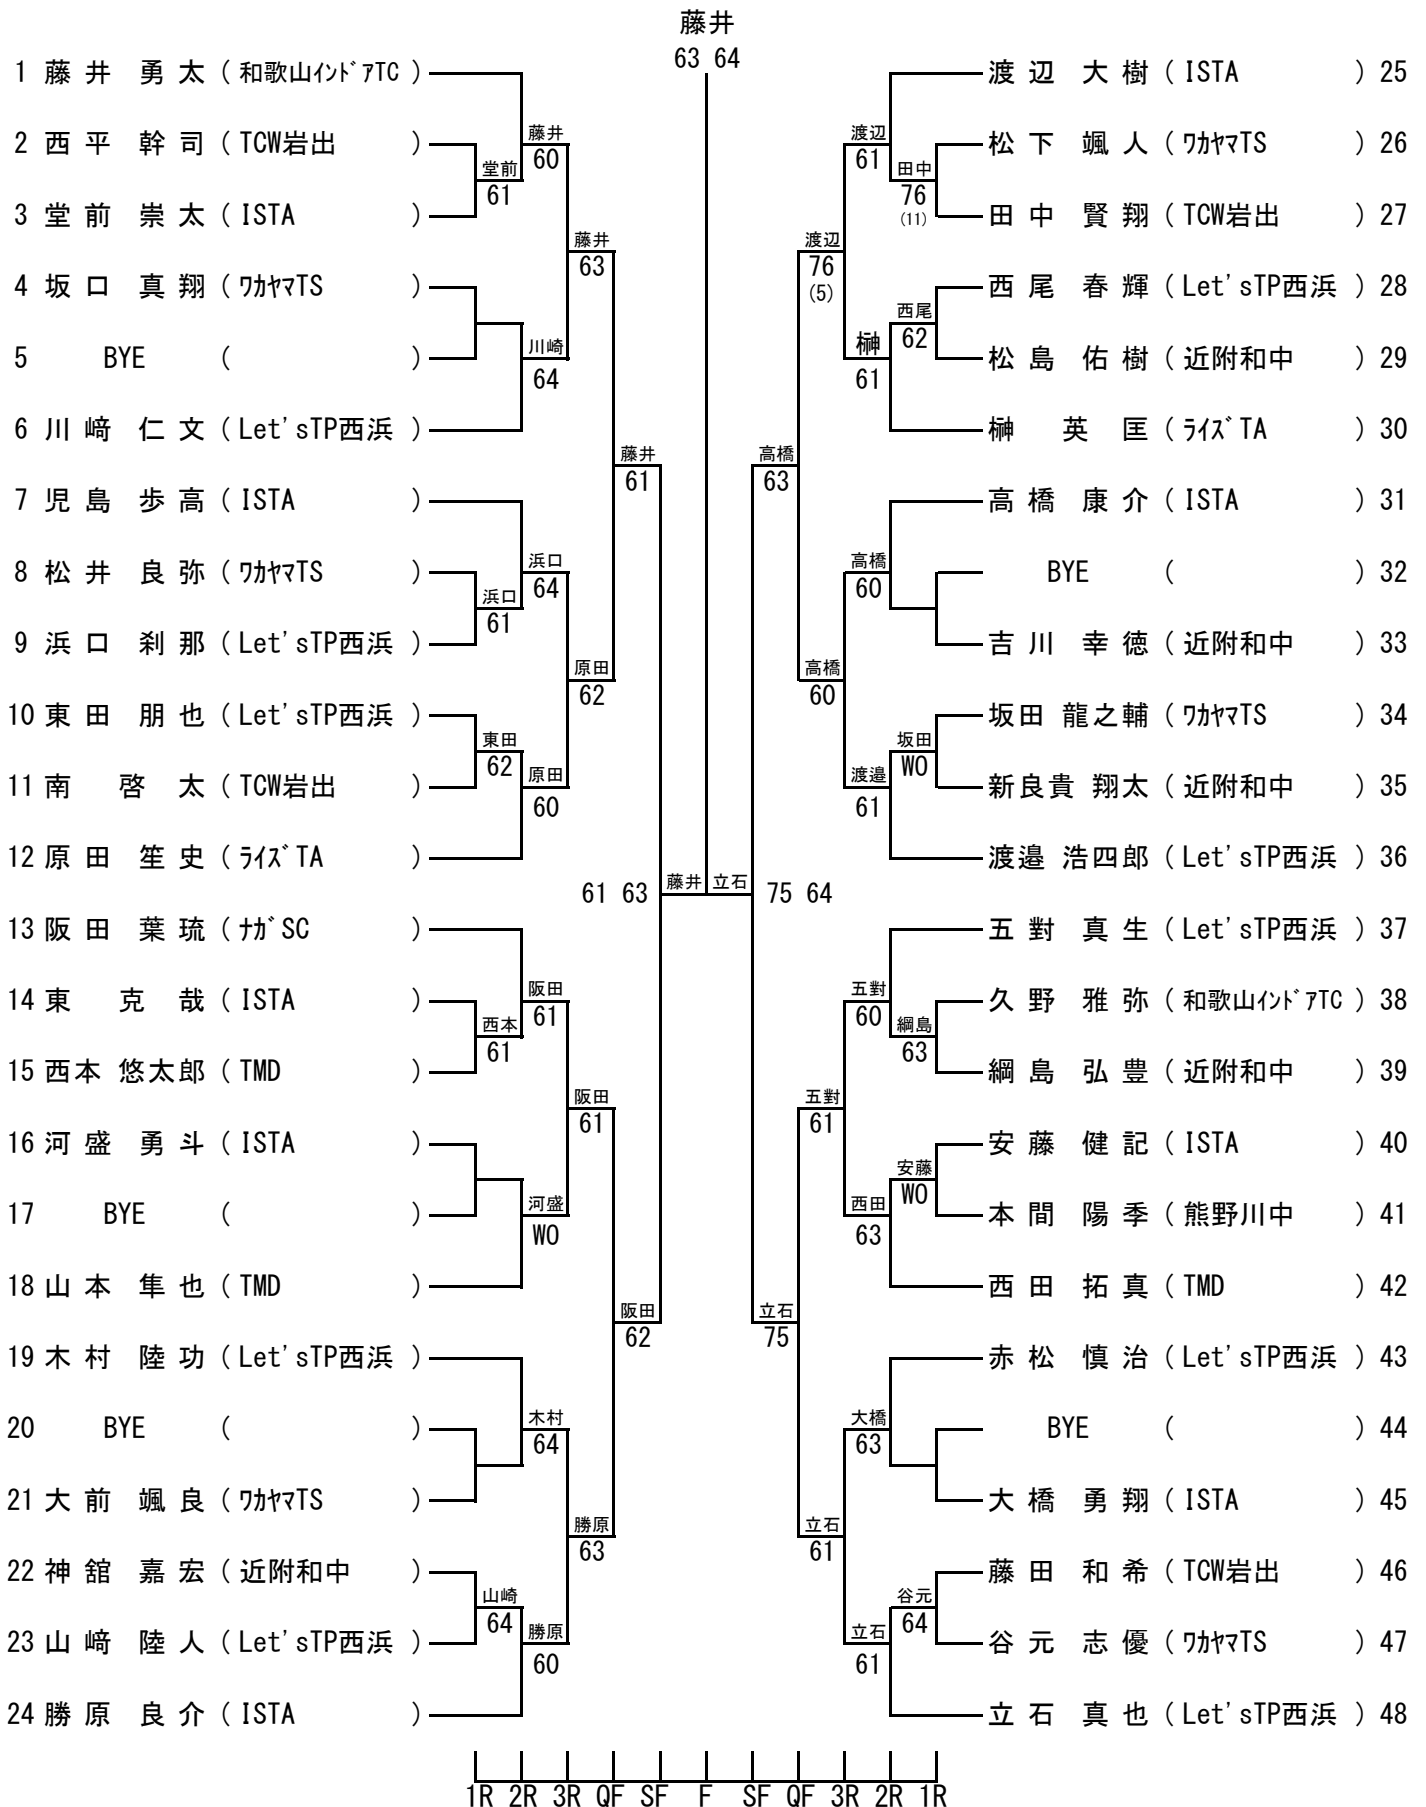 藤井
63 64
1 藤井 勇太 ( 和歌山ｲﾝﾄﾞｱTC )
2 西平 幹司 ( TCW岩出 )
3 堂前 崇太 ( ISTA )
4 坂口 真翔 ( ﾜｶﾔﾏTS )
5 BYE ( )
6 川﨑 仁文 ( Let'sTP西浜 )
7 児島 歩高 ( ISTA )
8 松井 良弥 ( ﾜｶﾔﾏTS )
9 浜口 刹那 ( Let'sTP西浜 )
10 東田 朋也 ( Let'sTP西浜 )
11 南 啓太 ( TCW岩出 )
12 原田 笙史 ( ﾗｲｽﾞTA )
13 阪田 葉琉 ( ﾅｶﾞSC )
14 東 克哉 ( ISTA )
15 西本 悠太郎 ( TMD )
16 河盛 勇斗 ( ISTA )
17 BYE ( )
18 山本 隼也 ( TMD )
19 木村 陸功 ( Let'sTP西浜 )
20 BYE ( )
21 大前 颯良 ( ﾜｶﾔﾏTS )
22 神舘 嘉宏 ( 近附和中 )
23 山﨑 陸人 ( Let'sTP西浜 )
24 勝原 良介 ( ISTA )
堂前
61
浜口
61
東田
62
西本
61
山崎
64
藤井
60
川崎
64
浜口
64
原田
60
阪田
61
河盛
WO
木村
64
勝原
60
藤井
63
原田
62
阪田
61
勝原
63
藤井
61
阪田
62
61 63
藤井
立石
75 64
高橋
63
立石
75
渡辺
76
(5)
高橋
60
五對
61
立石
61
渡辺
61
榊
61
高橋
60
渡邉
61
五對
60
西田
63
大橋
63
立石
61
田中
76
(11)
西尾
62
坂田
WO
綱島
63
安藤
WO
谷元
64
渡辺 大樹 ( ISTA ) 25
松下 颯人 ( ﾜｶﾔﾏTS ) 26
田中 賢翔 ( TCW岩出 ) 27
西尾 春輝 ( Let'sTP西浜 ) 28
松島 佑樹 ( 近附和中 ) 29
榊 英匡 ( ﾗｲｽﾞTA ) 30
高橋 康介 ( ISTA ) 31
BYE ( ) 32
吉川 幸徳 ( 近附和中 ) 33
坂田 龍之輔 ( ﾜｶﾔﾏTS ) 34
新良貴 翔太 ( 近附和中 ) 35
渡邉 浩四郎 ( Let'sTP西浜 ) 36
五對 真生 ( Let'sTP西浜 ) 37
久野 雅弥 ( 和歌山ｲﾝﾄﾞｱTC ) 38
綱島 弘豊 ( 近附和中 ) 39
安藤 健記 ( ISTA ) 40
本間 陽季 ( 熊野川中 ) 41
西田 拓真 ( TMD ) 42
赤松 慎治 ( Let'sTP西浜 ) 43
BYE ( ) 44
大橋 勇翔 ( ISTA ) 45
藤田 和希 ( TCW岩出 ) 46
谷元 志優 ( ﾜｶﾔﾏTS ) 47
立石 真也 ( Let'sTP西浜 ) 48
1R 2R 3R QF SF F SF QF 3R 2R 1R